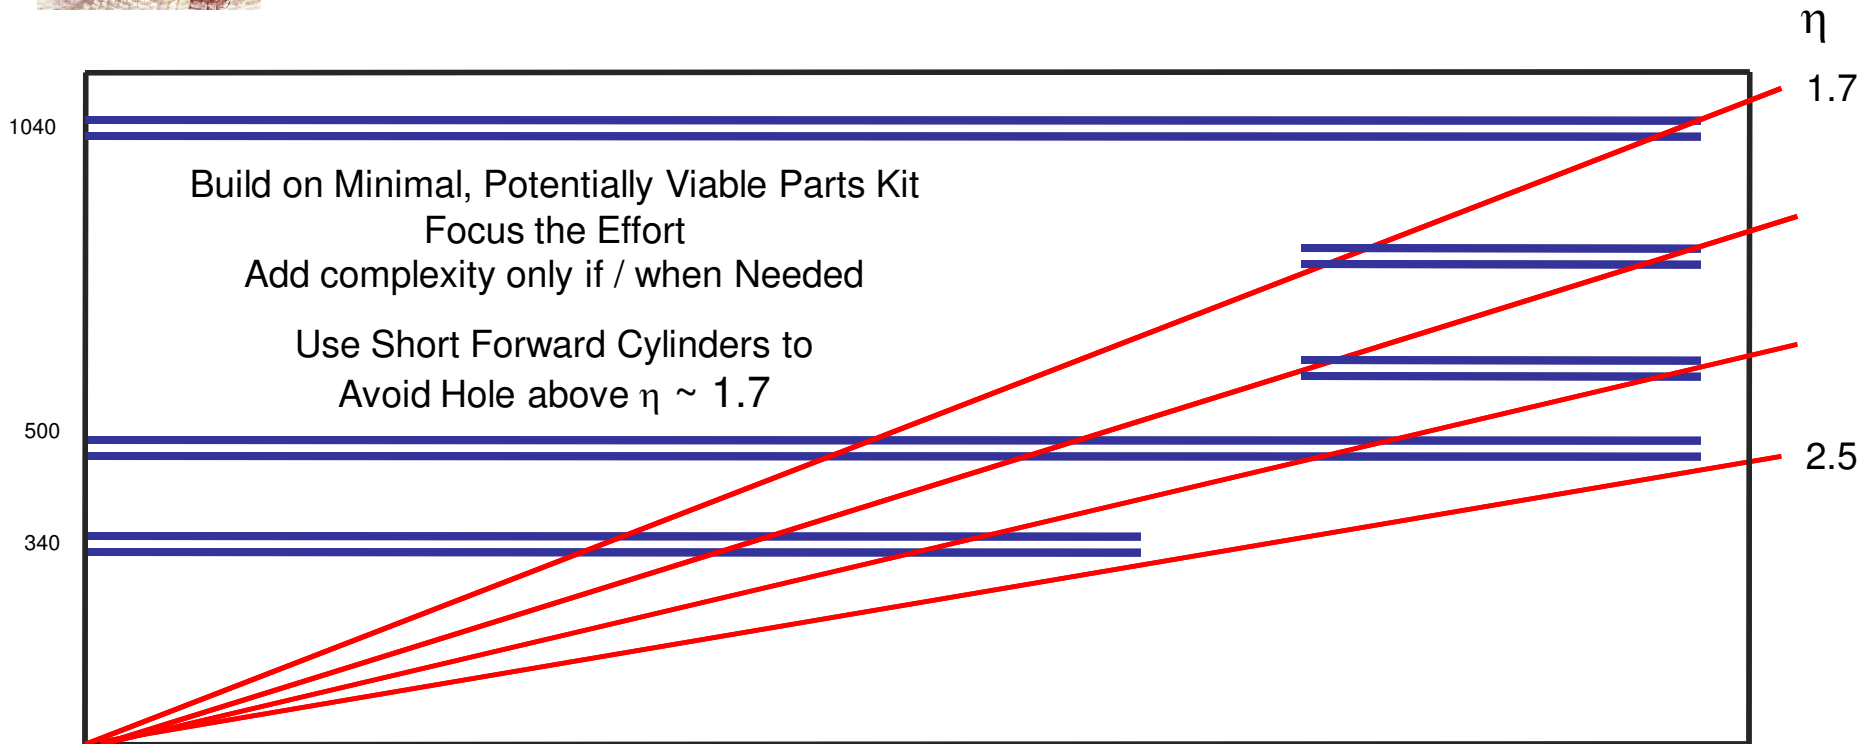 η
1.7
1040
Build on Minimal, Potentially Viable Parts Kit
Focus the Effort
Add complexity only if / when Needed
Use Short Forward Cylinders to
Avoid Hole above η ~ 1.7
500
2.5
340